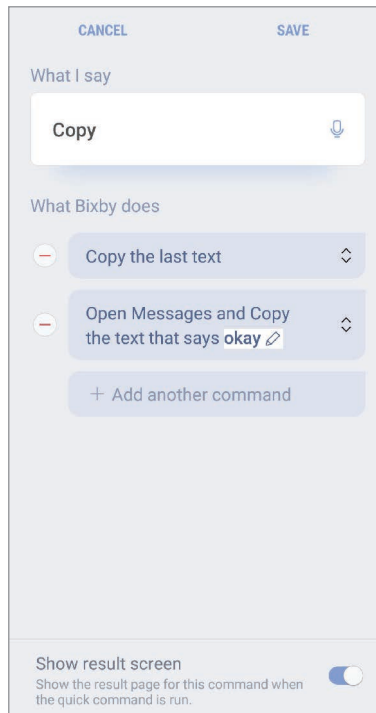 CANCEL SAVE
What I say
Copy
What Bixby does
Copy the last text
Open Messages and Copy
the text that says okay
+ Add another command
Show result screen
Show the result page for this command when
the quick command is run.